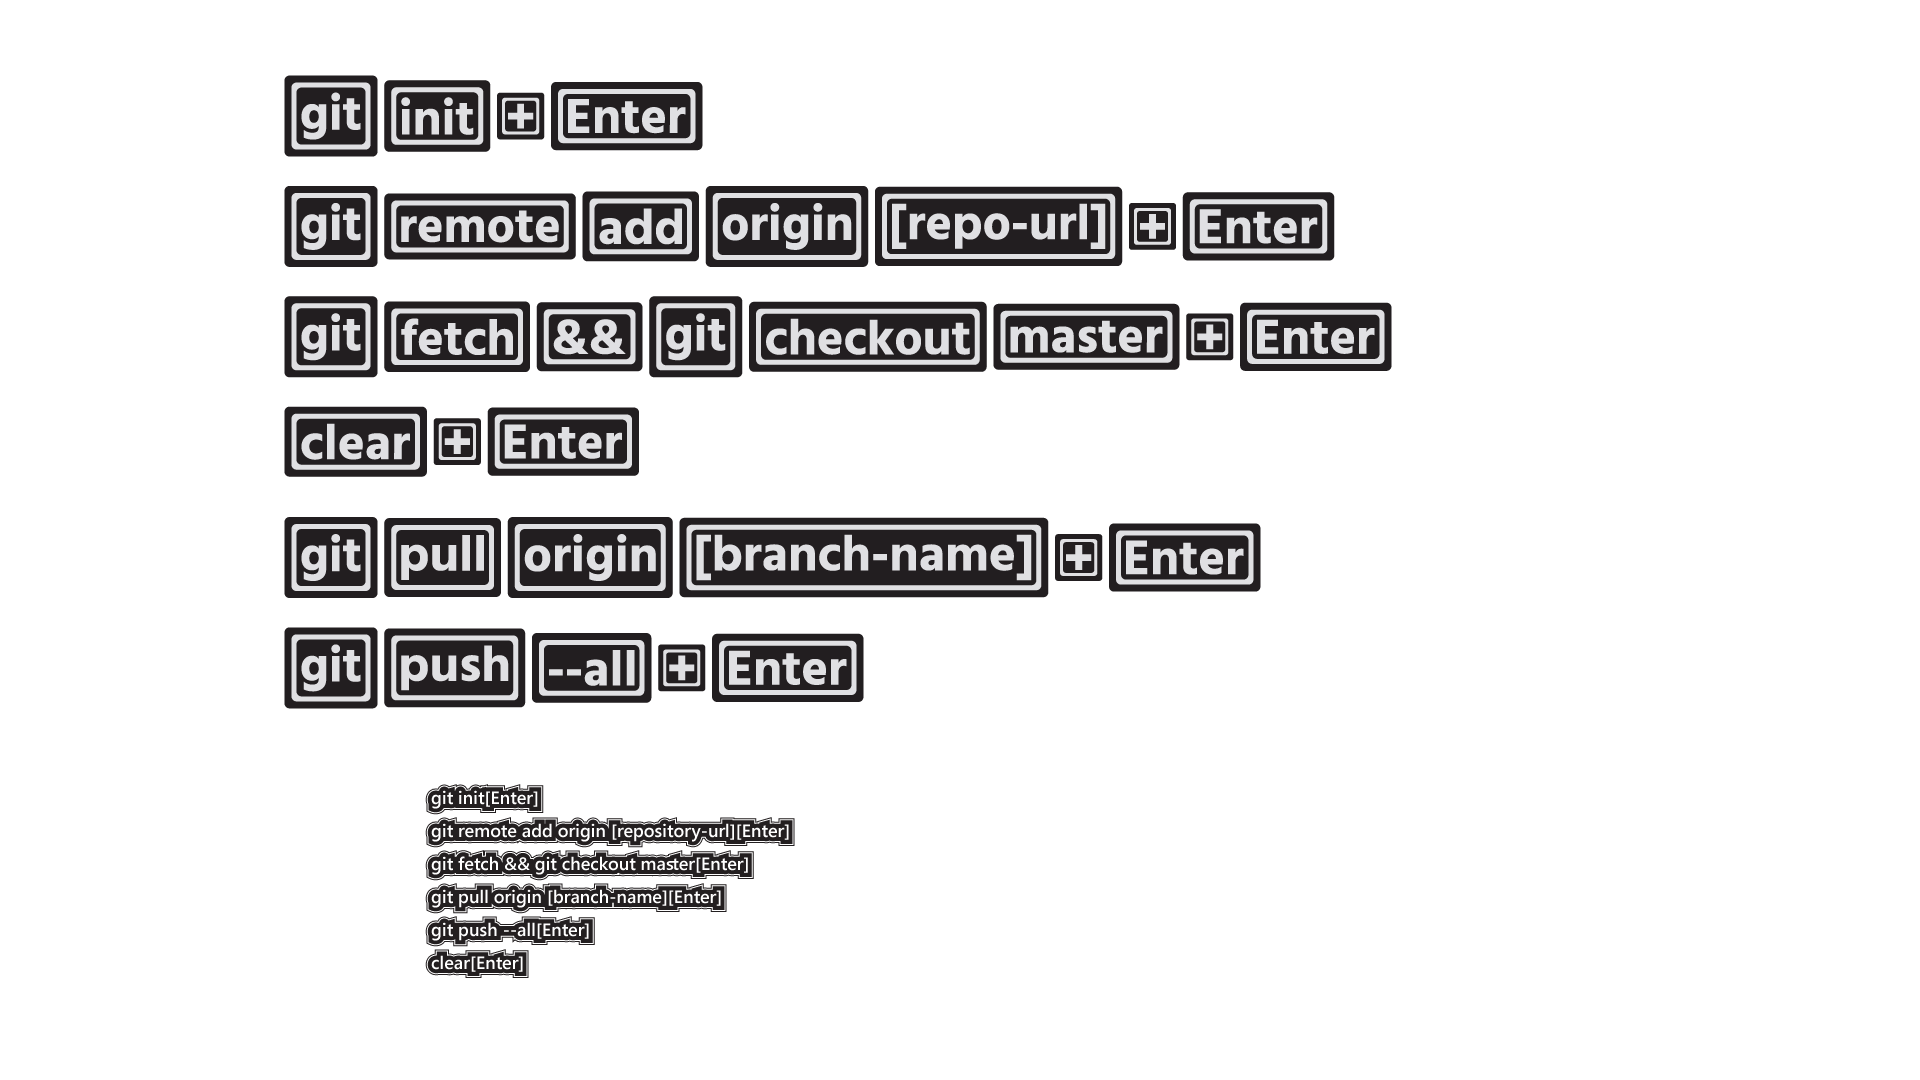 git init + Enter
git remote add origin [repo-url] + Enter
git fetch && git checkout master + Enter
clear + Enter
git pull origin [branch-name] + Enter
git push --all + Enter
git init[Enter]
git remote add origin [repository-url][Enter]
git fetch && git checkout master[Enter]
git pull origin [branch-name][Enter]
git push --all[Enter]
clear[Enter]